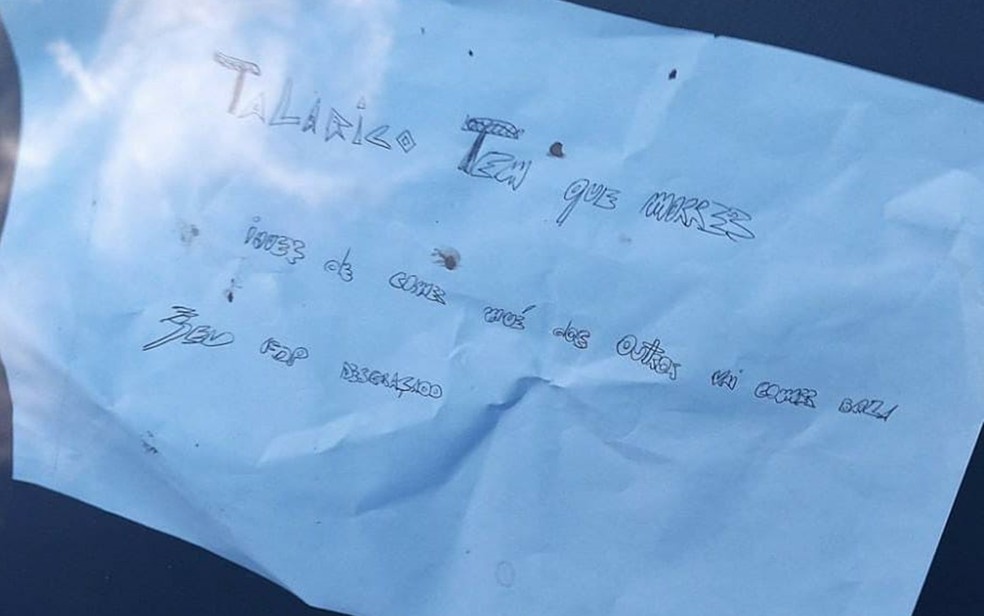 TALARiCO TEM QUE MORRER
iNVEZ de COMER MUÉ dos OUTROS VAi COMER BALA
SEU FDP DESGRAÇADO